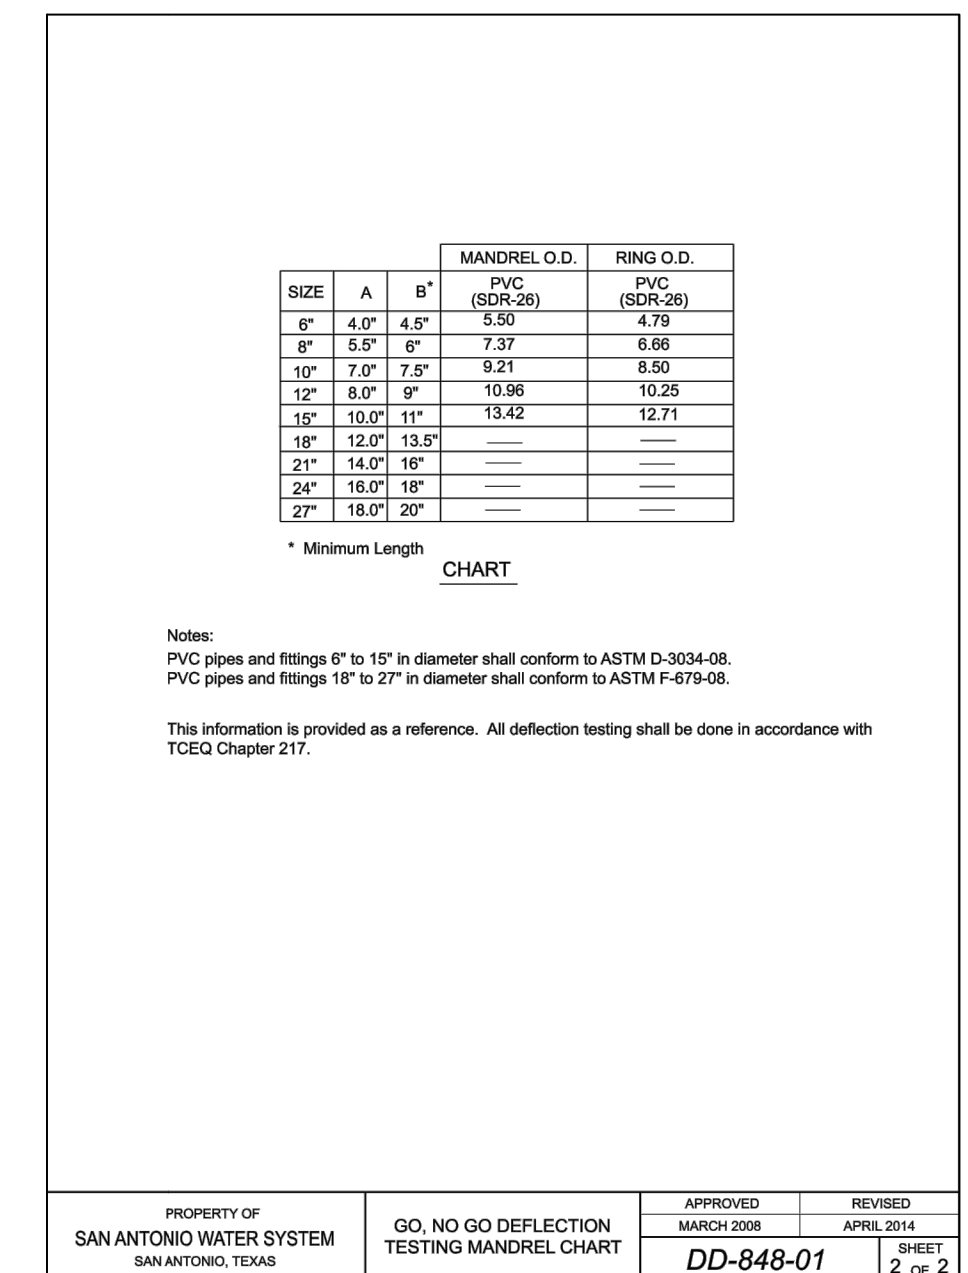 MANDREL O.D. RING O.D.
SIZE A B* PVC (SDR-26) PVC (SDR-26)
6" 4.0" 4.5" 5.50 4.79
8" 5.5" 6" 7.37 6.66
10" 7.0" 7.5" 9.21 8.50
12" 8.0" 9" 10.96 10.25
15" 10.0" 11" 13.42 12.71
18" 12.0" 13.5" — —
21" 14.0" 16" — —
24" 16.0" 18" — —
27" 18.0" 20" — —
* Minimum Length
CHART
Notes:
PVC pipes and fittings 6" to 15" in diameter shall conform to ASTM D-3034-08.
PVC pipes and fittings 18" to 27" in diameter shall conform to ASTM F-679-08.
This information is provided as a reference. All deflection testing shall be done in accordance with
TCEQ Chapter 217.
PROPERTY OF
SAN ANTONIO WATER SYSTEM
SAN ANTONIO, TEXAS
GO, NO GO DEFLECTION
TESTING MANDREL CHART
APPROVED REVISED
MARCH 2008 APRIL 2014
DD-848-01
SHEET
2 OF 2